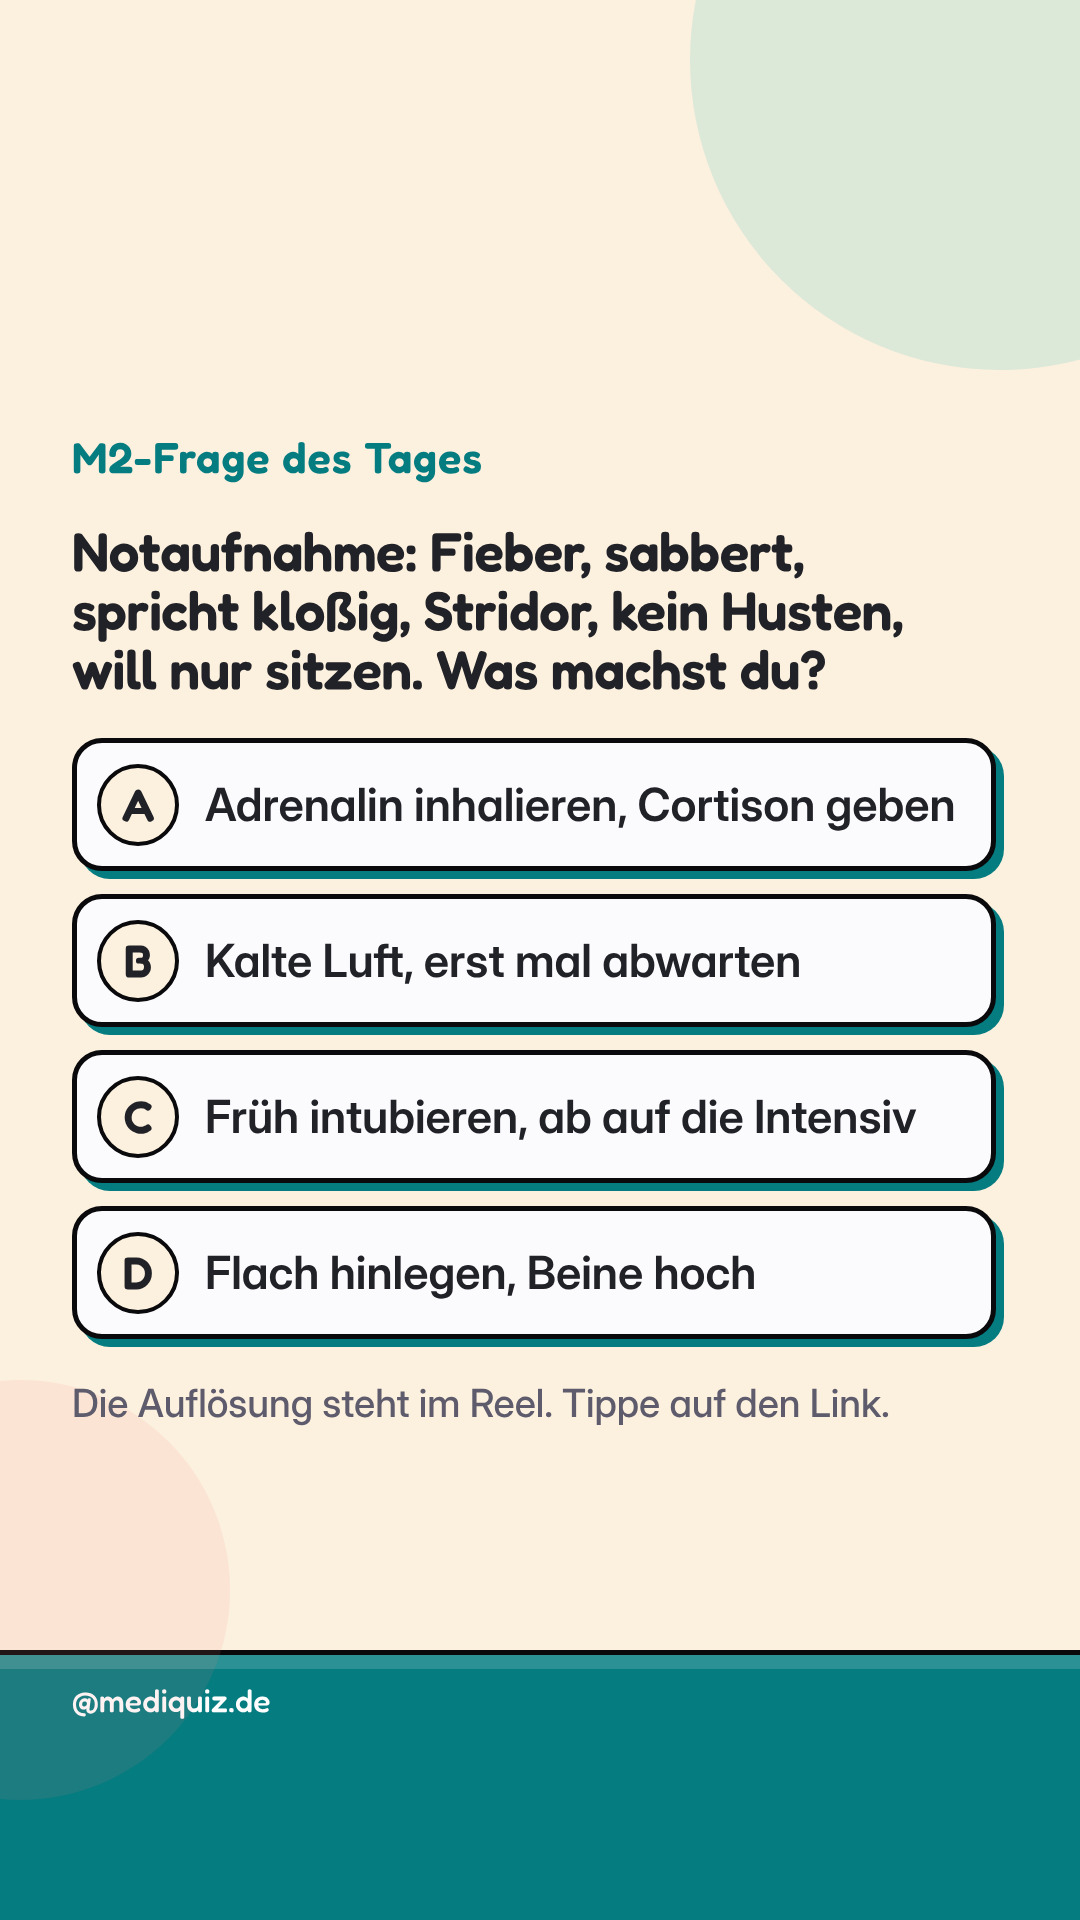 M2-Frage des Tages
Notaufnahme: Fieber, sabbert,
spricht kloßig, Stridor, kein Husten,
will nur sitzen. Was machst du?
A Adrenalin inhalieren, Cortison geben
B Kalte Luft, erst mal abwarten
C Früh intubieren, ab auf die Intensiv
D Flach hinlegen, Beine hoch
Die Auflösung steht im Reel. Tippe auf den Link.
@mediquiz.de